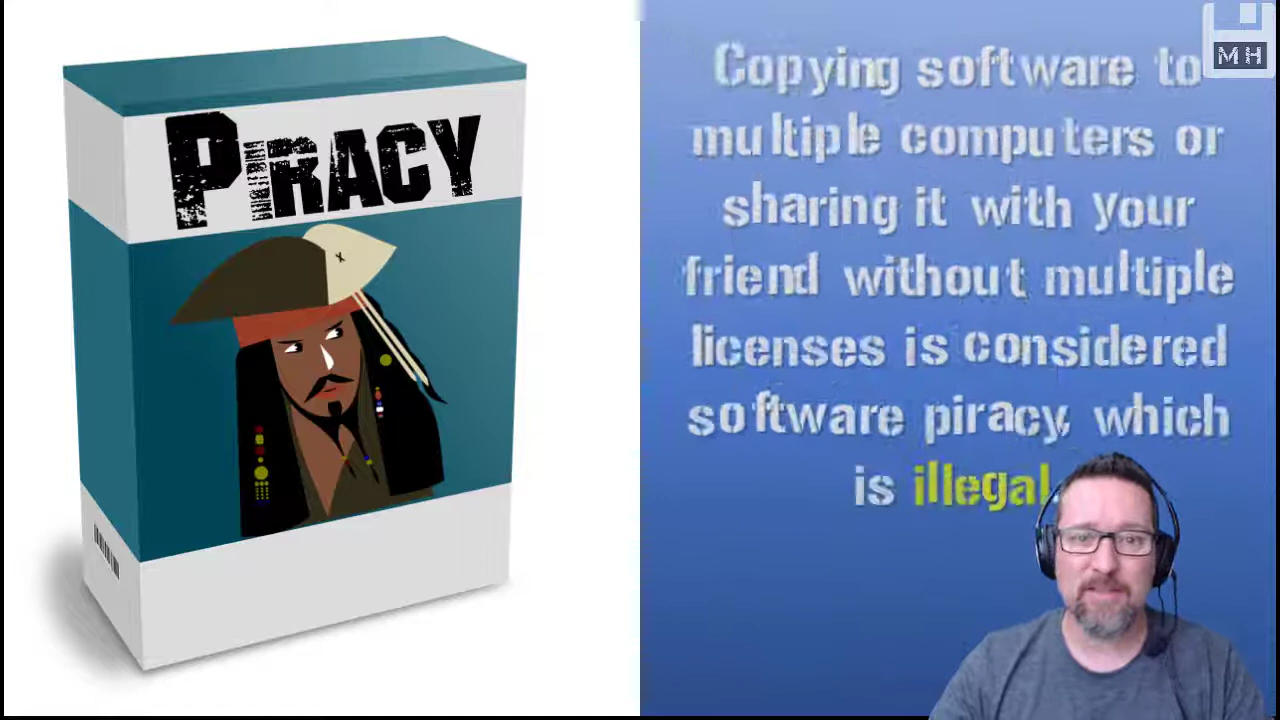 PIRACY
Copying software to
multiple computers or
sharing it with your
friend without multiple
licenses is considered
software piracy, which
is illegal.
MH